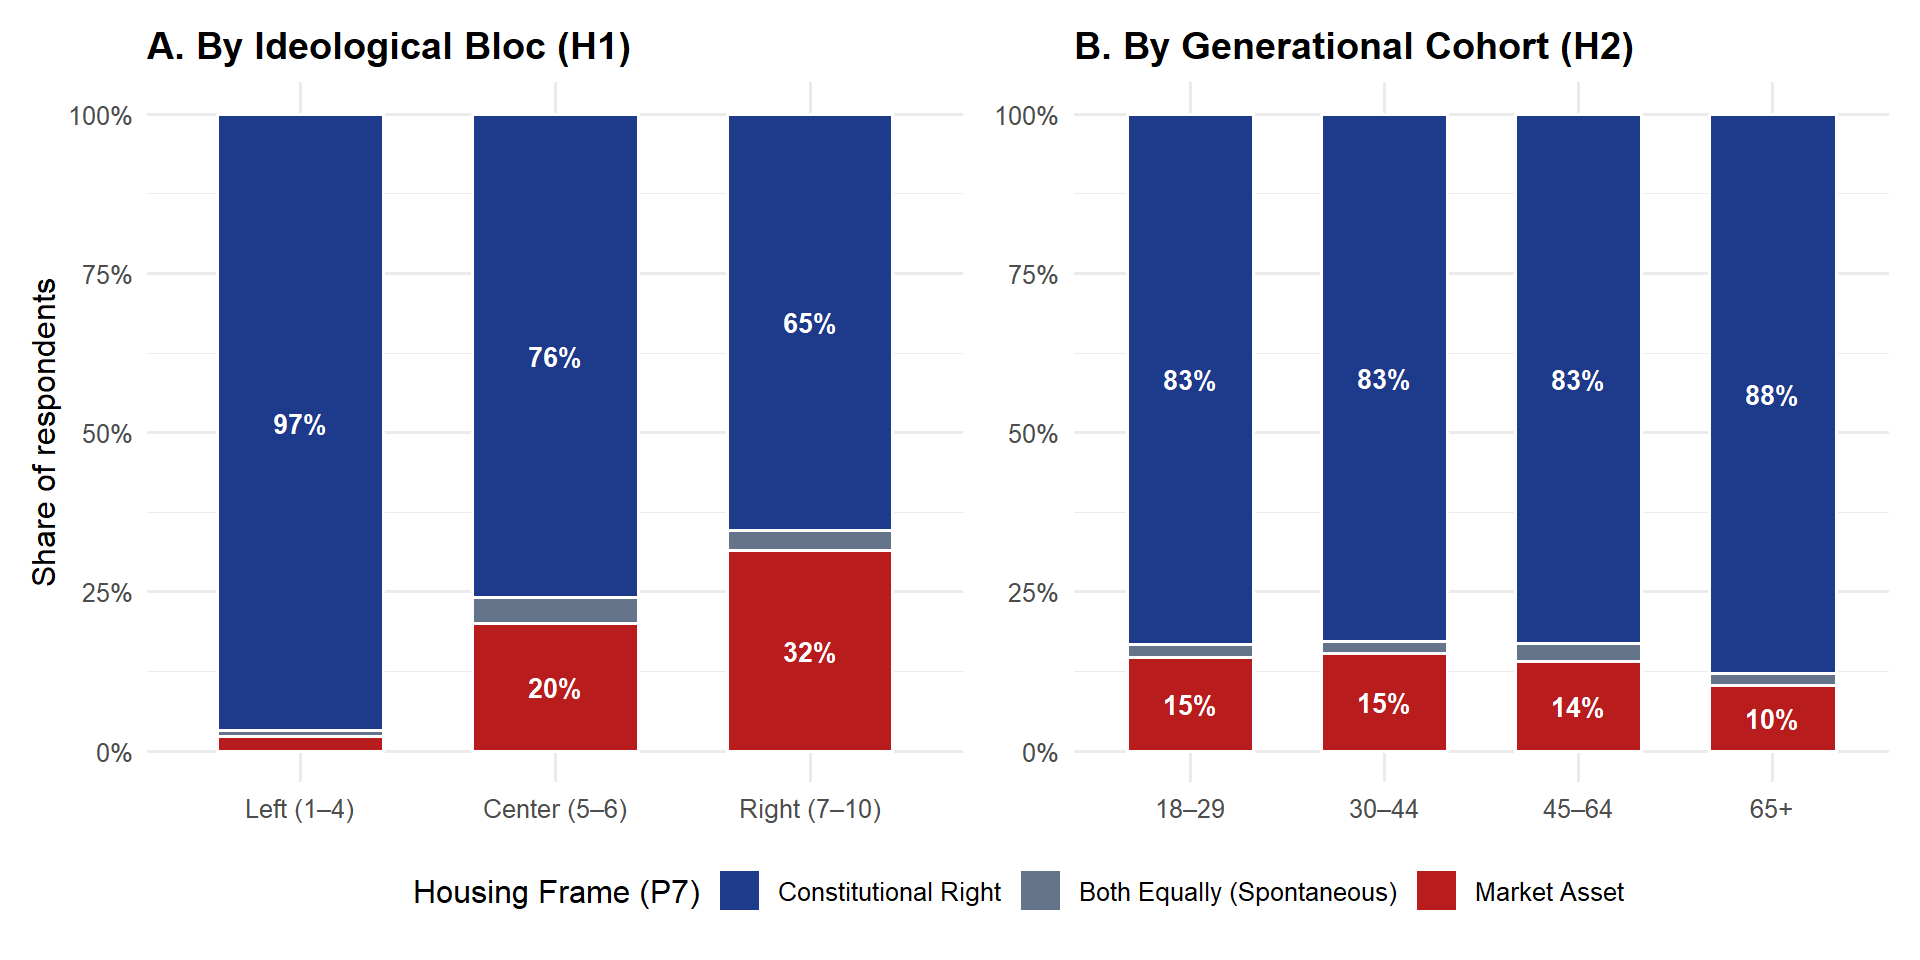 A. By Ideological Bloc (H1)
Share of respondents
100%
75%
50%
25%
0%
97%
76%
20%
65%
32%
Left (1–4)
Center (5–6)
Right (7–10)
B. By Generational Cohort (H2)
100%
75%
50%
25%
0%
83%
15%
83%
15%
83%
14%
88%
10%
18–29
30–44
45–64
65+
Housing Frame (P7)
Constitutional Right
Both Equally (Spontaneous)
Market Asset